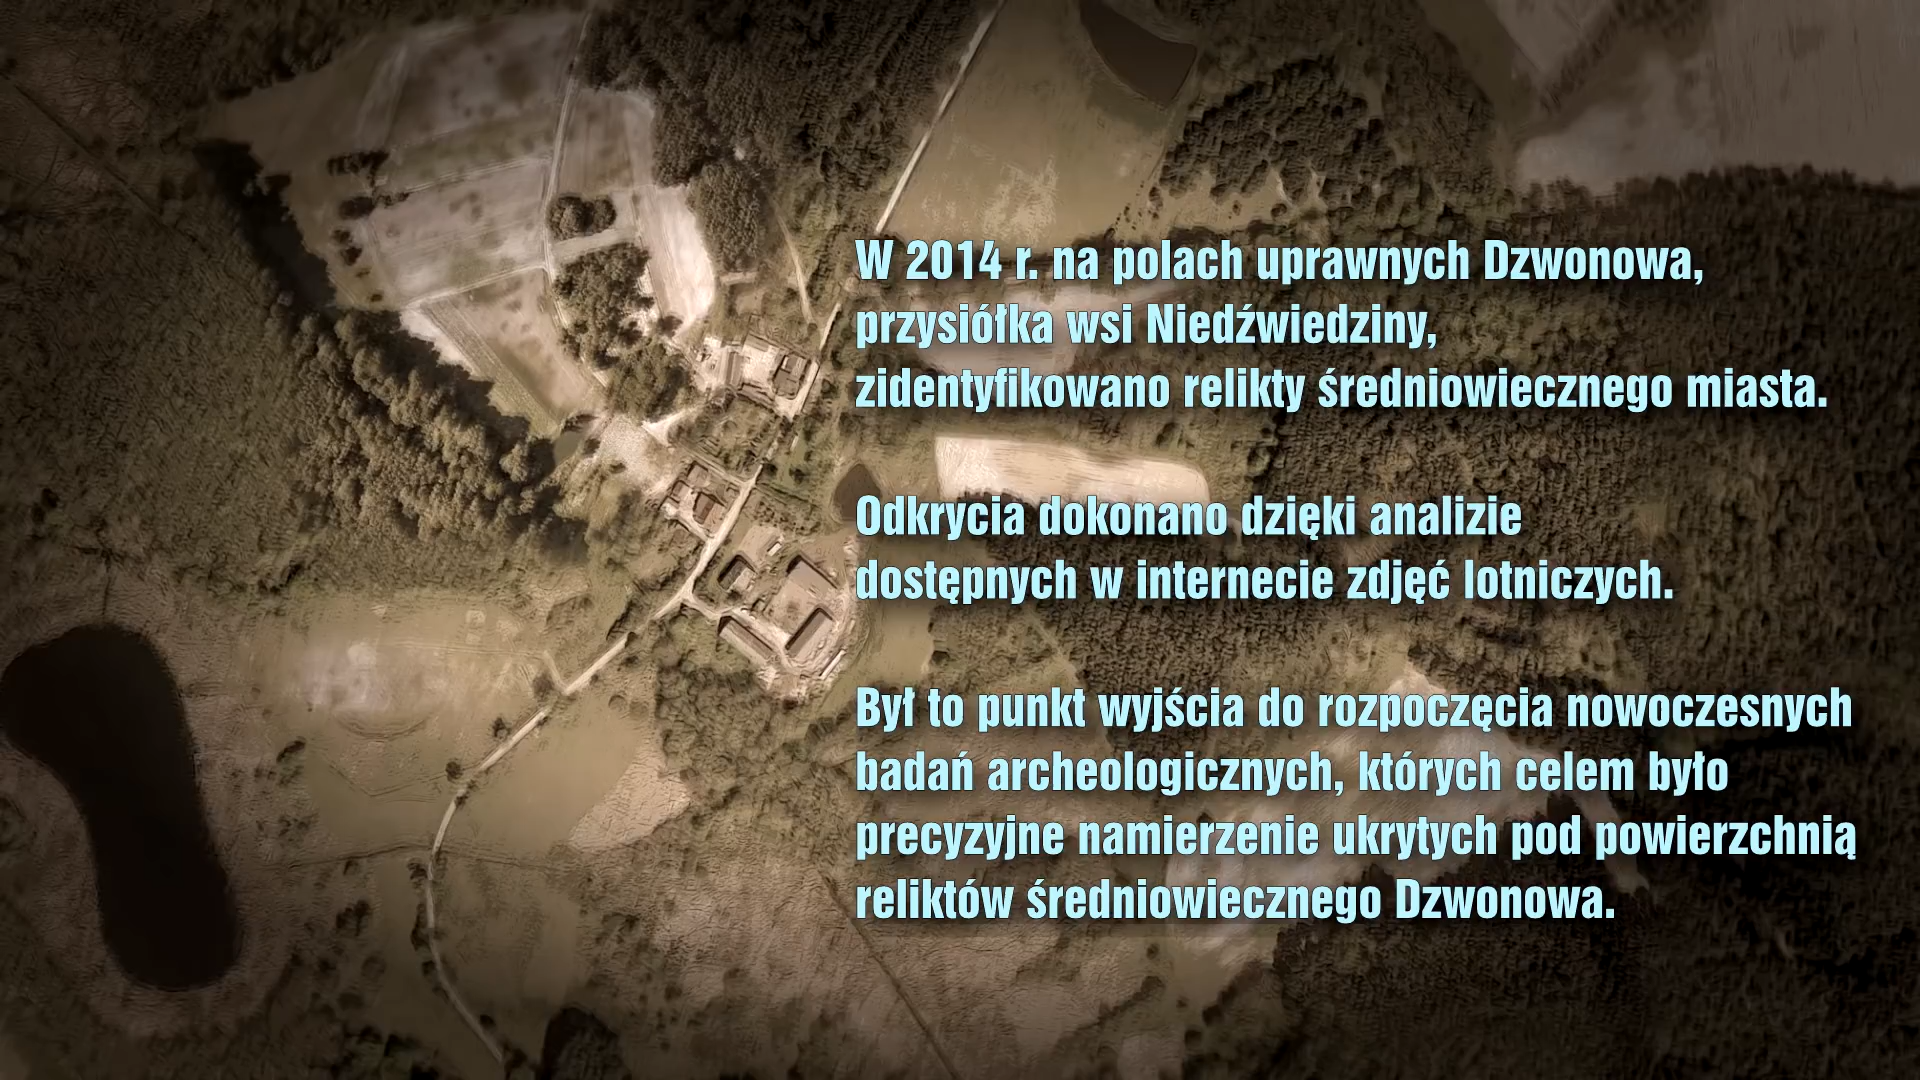 W 2014 r. na polach uprawnych Dzwonowa,
przysiółka wsi Niedźwiedziny,
zidentyfikowano relikty średniowiecznego miasta.
Odkrycia dokonano dzięki analizie
dostępnych w internecie zdjęć lotniczych.
Był to punkt wyjścia do rozpoczęcia nowoczesnych
badań archeologicznych, których celem było
precyzyjne namierzenie ukrytych pod powierzchnią
reliktów średniowiecznego Dzwonowa.